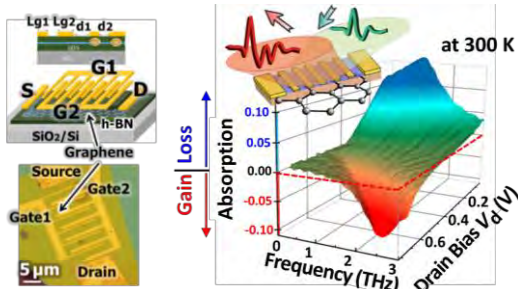 Lg1 Lg2 d1 d2
G1
S
D
G2
h-BN
SiO2/Si
Graphene
Source
Gate2
Gate1
5 μm
Drain
at 300 K
Gain Loss
Absorption
0.10
0.05
0.00
-0.05
-0.10
0 1 2 3
Frequency (THz)
0.2
0.4
0.6
Drain Bias Vd (V)